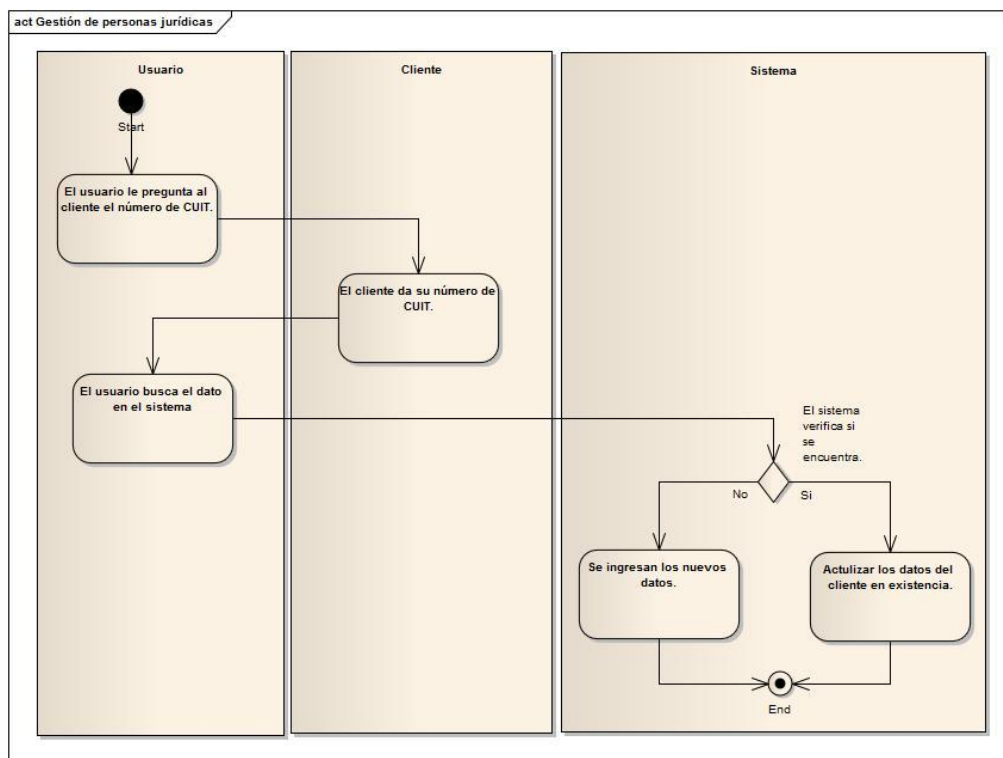 act Gestión de personas jurídicas
Usuario
Cliente
Sistema
Start
El usuario le pregunta al
cliente el número de CUIT.
El cliente da su número de
CUIT.
El usuario busca el dato
en el sistema
El sistema
verifica si
se
encuentra.
No
Si
Se ingresan los nuevos
datos.
Actulizar los datos del
cliente en existencia.
End